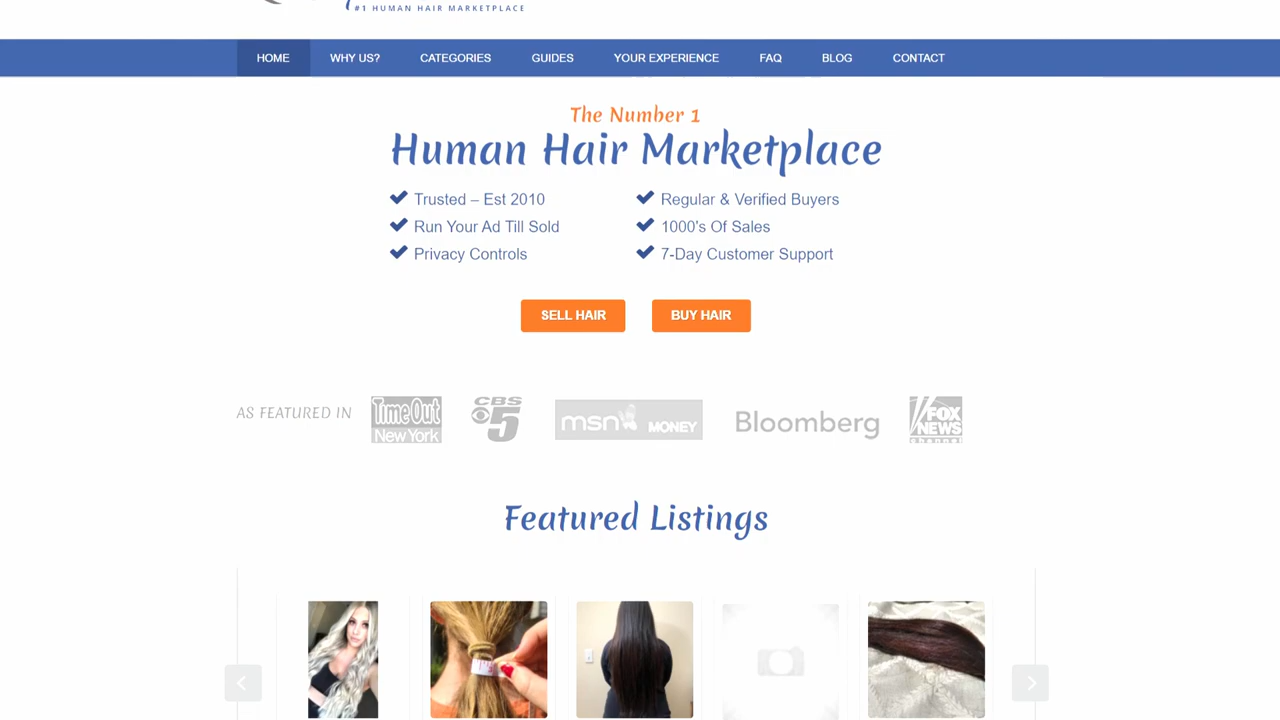 #1 HUMAN HAIR MARKETPLACE
HOME WHY US? CATEGORIES GUIDES YOUR EXPERIENCE FAQ BLOG CONTACT
The Number 1
Human Hair Marketplace
Trusted – Est 2010
Regular & Verified Buyers
Run Your Ad Till Sold
1000's Of Sales
Privacy Controls
7-Day Customer Support
SELL HAIR BUY HAIR
AS FEATURED IN
TimeOut
New York
CBS
5
msn MONEY
Bloomberg
FOX
NEWS
channel
Featured Listings